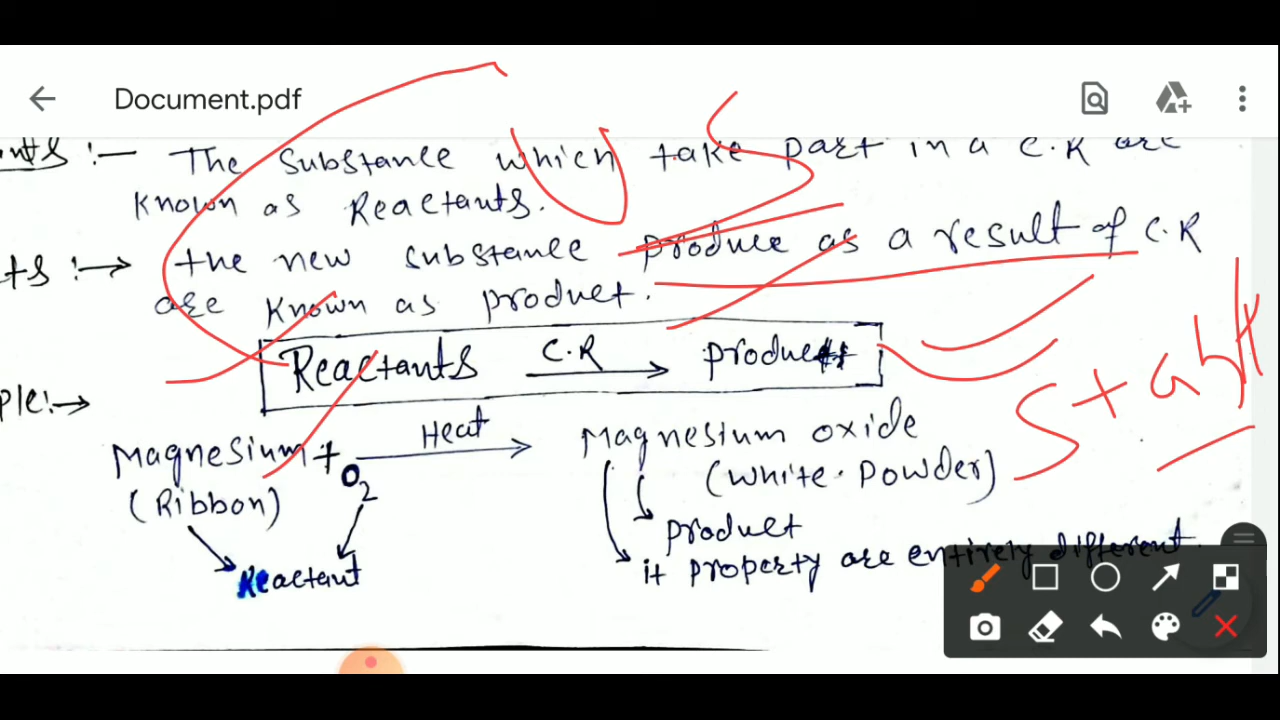 Document.pdf
nts :— The substance which take part in a C.R are
known as Reactants.
ts :→ the new substance produce as a result of C.R
are known as product.
Reactants C.R → products
ple:→
Magnesium + O2 Heat → Magnesium oxide
(Ribbon) (white powder)
product
Reactant it property are entirely different.